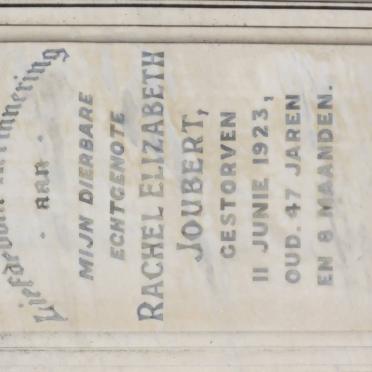 Liefdevolle Herinnering
AAN
MIJN DIERBARE
ECHTGENOTE
RACHEL ELIZABETH
JOUBERT,
GESTORVEN
11 JUNIE 1923,
OUD 47 JAREN
EN 8 MAANDEN.